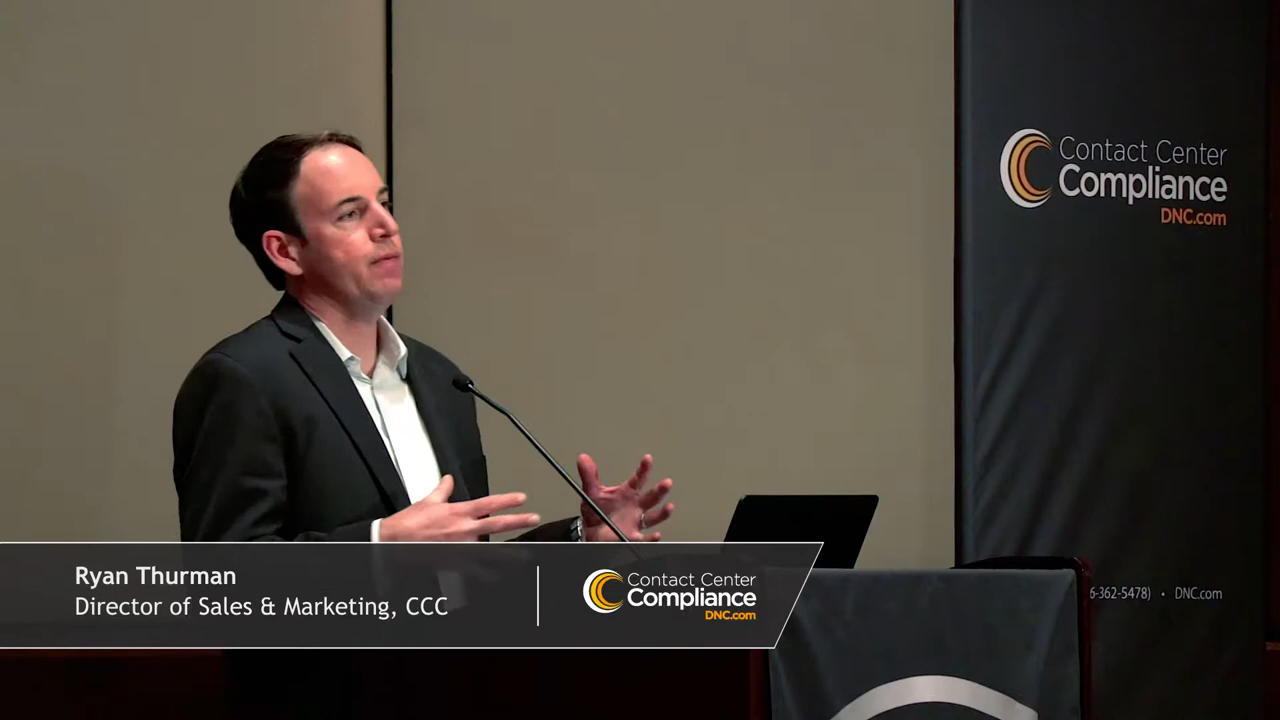 Contact Center
Compliance
DNC.com
6-362-5478) • DNC.com
Ryan Thurman
Director of Sales & Marketing, CCC
Contact Center
Compliance
DNC.com